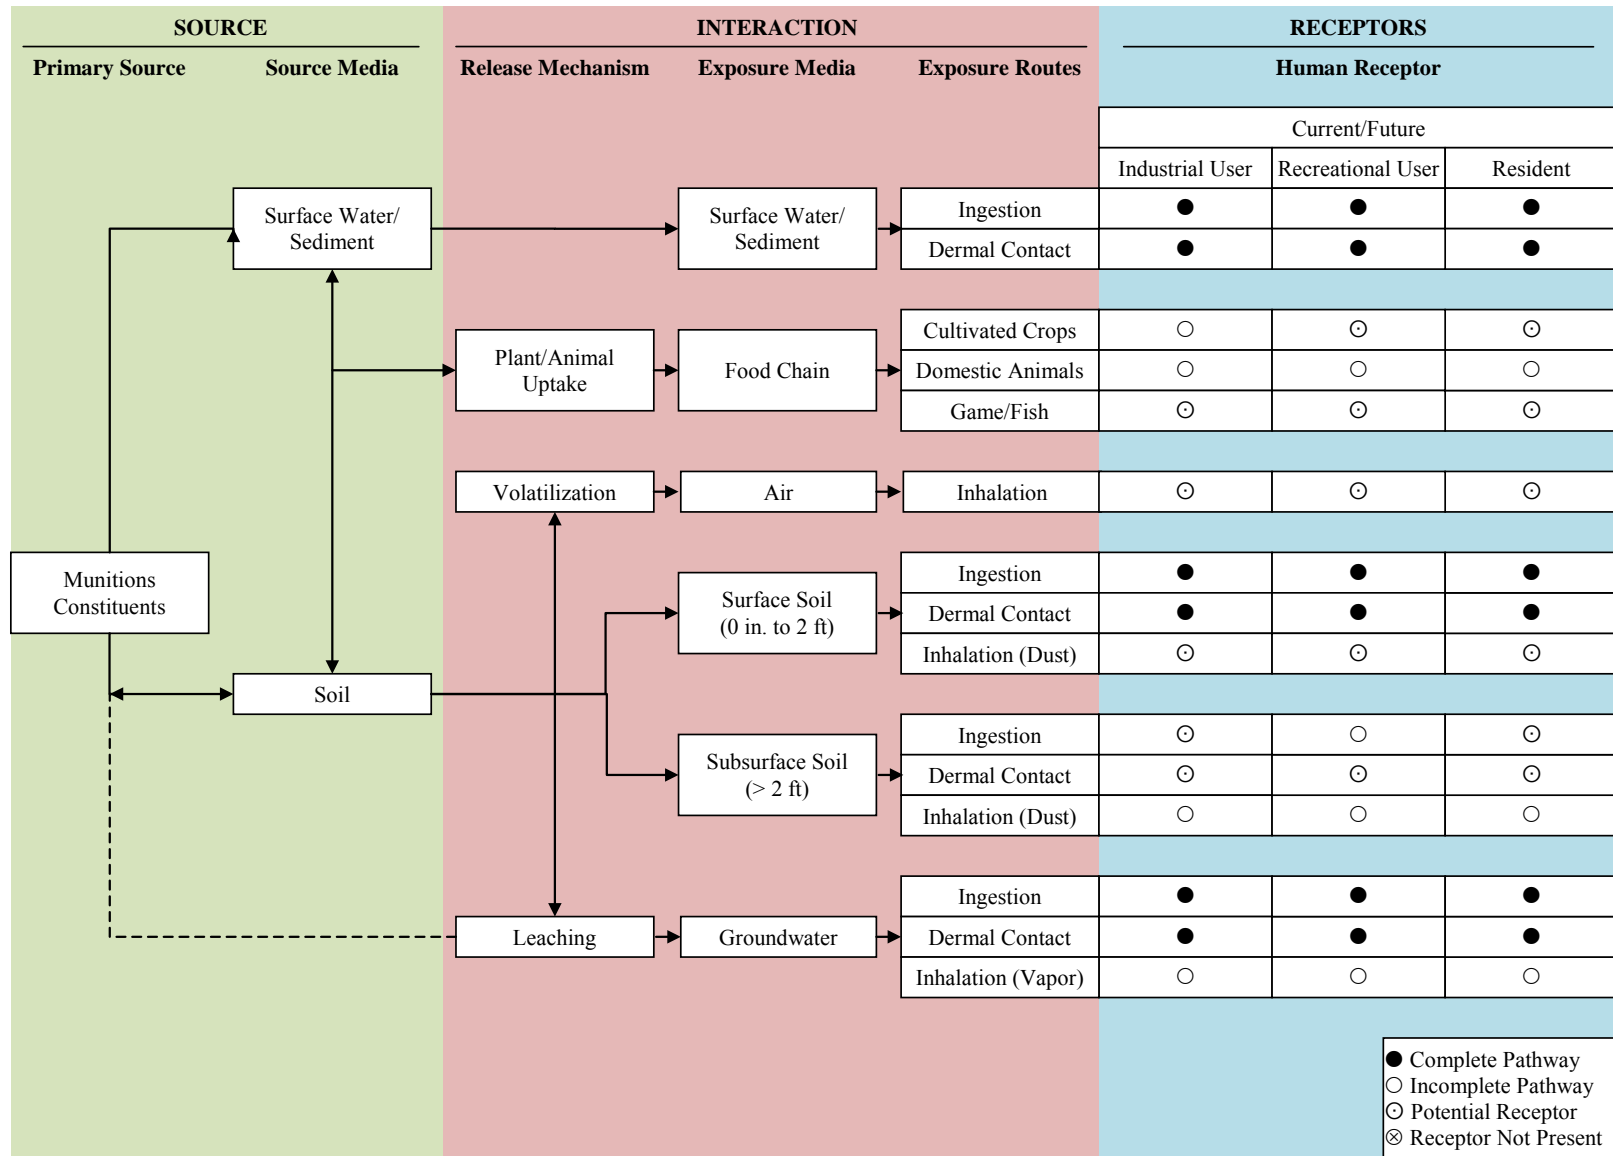 SOURCE
INTERACTION
RECEPTORS
Primary Source
Source Media
Release Mechanism
Exposure Media
Exposure Routes
Human Receptor
Current/Future
Industrial User
Recreational User
Resident
Surface Water/
Sediment
Surface Water/
Sediment
Ingestion
Dermal Contact
Plant/Animal
Uptake
Food Chain
Cultivated Crops
Domestic Animals
Game/Fish
Volatilization
Air
Inhalation
Munitions
Constituents
Surface Soil
(0 in. to 2 ft)
Ingestion
Dermal Contact
Inhalation (Dust)
Soil
Subsurface Soil
(> 2 ft)
Ingestion
Dermal Contact
Inhalation (Dust)
Leaching
Groundwater
Ingestion
Dermal Contact
Inhalation (Vapor)
Complete Pathway
Incomplete Pathway
Potential Receptor
Receptor Not Present